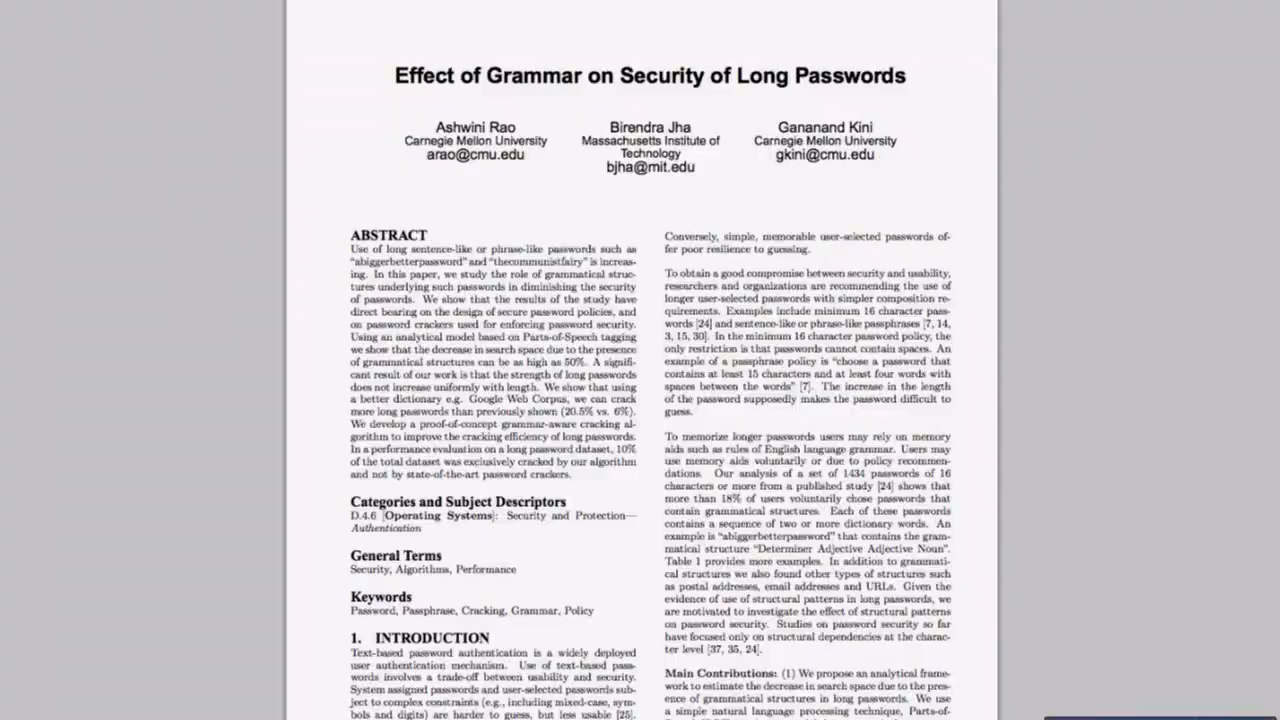 Effect of Grammar on Security of Long Passwords
Ashwini Rao
Carnegie Mellon University
arao@cmu.edu
Birendra Jha
Massachusetts Institute of
Technology
bjha@mit.edu
Gananand Kini
Carnegie Mellon University
gkini@cmu.edu
ABSTRACT
Use of long sentence-like or phrase-like passwords such as
"abiggerbetterpassword" and "thecommunistfairy" is increas-
ing. In this paper, we study the role of grammatical struc-
tures underlying such passwords in diminishing the security
of passwords. We show that the results of the study have
direct bearing on the design of secure password policies, and
on password crackers used for enforcing password security.
Using an analytical model based on Parts-of-Speech tagging
we show that the decrease in search space due to the presence
of grammatical structures can be as high as 50%. A signifi-
cant result of our work is that the strength of long passwords
does not increase uniformly with length. We show that using
a better dictionary e.g. Google Web Corpus, we can crack
more long passwords than previously shown (20.5% vs. 6%).
We develop a proof-of-concept grammar-aware cracking al-
gorithm to improve the cracking efficiency of long passwords.
In a performance evaluation on a long password dataset, 10%
of the total dataset was exclusively cracked by our algorithm
and not by state-of-the-art password crackers.
Categories and Subject Descriptors
D.4.6 [Operating Systems]: Security and Protection—
Authentication
General Terms
Security, Algorithms, Performance
Keywords
Password, Passphrase, Cracking, Grammar, Policy
1. INTRODUCTION
Text-based password authentication is a widely deployed
user authentication mechanism. Use of text-based pass-
words involves a trade-off between usability and security.
System assigned passwords and user-selected passwords sub-
ject to complex constraints (e.g., including mixed-case, sym-
bols and digits) are harder to guess, but less usable [25].
Conversely, simple, memorable user-selected passwords of-
fer poor resilience to guessing.
To obtain a good compromise between security and usability,
researchers and organizations are recommending the use of
longer user-selected passwords with simpler composition re-
quirements. Examples include minimum 16 character pass-
words [24] and sentence-like or phrase-like passphrases [7, 14,
3, 15, 30]. In the minimum 16 character password policy, the
only restriction is that passwords cannot contain spaces. An
example of a passphrase policy is "choose a password that
contains at least 15 characters and at least four words with
spaces between the words" [7]. The increase in the length
of the password supposedly makes the password difficult to
guess.
To memorize longer passwords users may rely on memory
aids such as rules of English language grammar. Users may
use memory aids voluntarily or due to policy recommen-
dations. Our analysis of a set of 1434 passwords of 16
characters or more from a published study [24] shows that
more than 18% of users voluntarily chose passwords that
contain grammatical structures. Each of these passwords
contains a sequence of two or more dictionary words. An
example is "abiggerbetterpassword" that contains the gram-
matical structure "Determiner Adjective Adjective Noun".
Table 1 provides more examples. In addition to grammati-
cal structures we also found other types of structures such
as postal addresses, email addresses and URLs. Given the
evidence of use of structural patterns in long passwords, we
are motivated to investigate the effect of structural patterns
on password security. Studies on password security so far
have focused only on structural dependencies at the charac-
ter level [37, 35, 24].
Main Contributions: (1) We propose an analytical frame-
work to estimate the decrease in search space due to the pres-
ence of grammatical structures in long passwords. We use
a simple natural language processing technique, Parts-of-